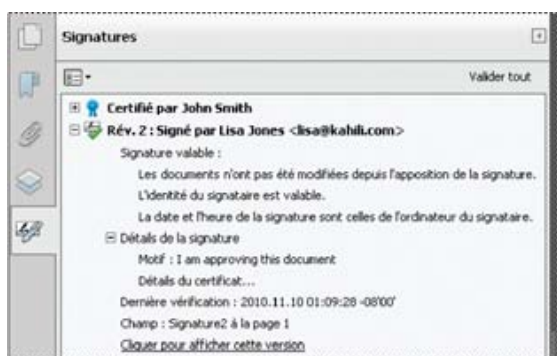 Signatures
Valider tout
Certifié par John Smith
Rév. 2 : Signé par Lisa Jones <lisa@kahili.com>
Signature valable :
Les documents n'ont pas été modifiées depuis l'apposition de la signature.
L'identité du signataire est valable.
La date et l'heure de la signature sont celles de l'ordinateur du signataire.
Détails de la signature
Motif : I am approving this document
Détails du certificat...
Dernière vérification : 2010.11.10 01:09:28 -08'00'
Champ : Signature2 à la page 1
Cliquer pour afficher cette version